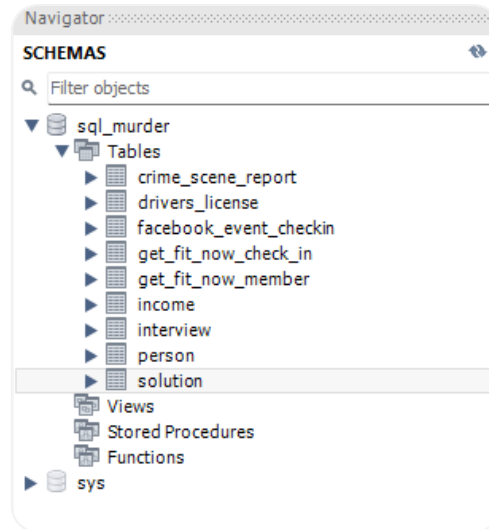 Navigator
SCHEMAS
Filter objects
sql_murder
Tables
crime_scene_report
drivers_license
facebook_event_checkin
get_fit_now_check_in
get_fit_now_member
income
interview
person
solution
Views
Stored Procedures
Functions
sys